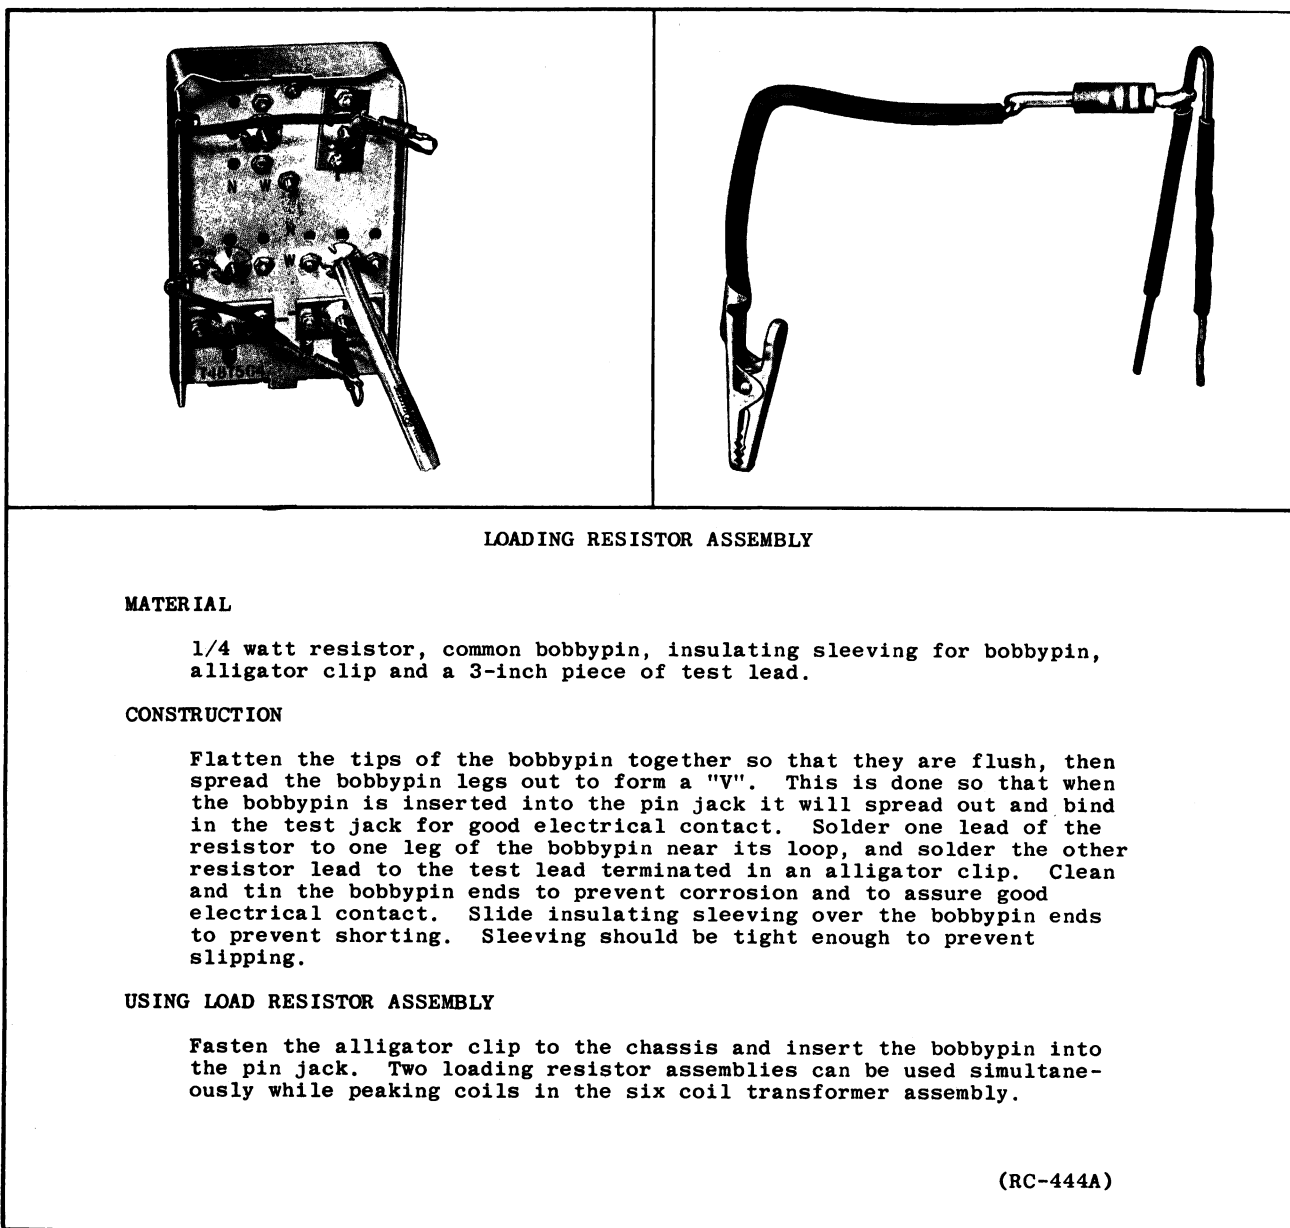 N W
N
W
LOADING RESISTOR ASSEMBLY
MATERIAL
1/4 watt resistor, common bobbypin, insulating sleeving for bobbypin,
alligator clip and a 3-inch piece of test lead.
CONSTRUCTION
Flatten the tips of the bobbypin together so that they are flush, then
spread the bobbypin legs out to form a "V". This is done so that when
the bobbypin is inserted into the pin jack it will spread out and bind
in the test jack for good electrical contact. Solder one lead of the
resistor to one leg of the bobbypin near its loop, and solder the other
resistor lead to the test lead terminated in an alligator clip. Clean
and tin the bobbypin ends to prevent corrosion and to assure good
electrical contact. Slide insulating sleeving over the bobbypin ends
to prevent shorting. Sleeving should be tight enough to prevent
slipping.
USING LOAD RESISTOR ASSEMBLY
Fasten the alligator clip to the chassis and insert the bobbypin into
the pin jack. Two loading resistor assemblies can be used simultane-
ously while peaking coils in the six coil transformer assembly.
(RC-444A)